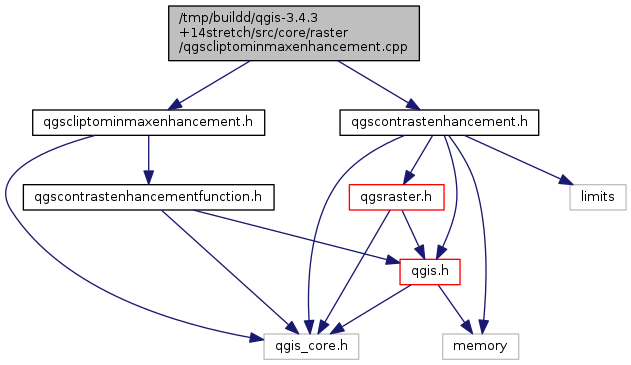 /tmp/buildd/qgis-3.4.3
+14stretch/src/core/raster
/qgscliptominmaxenhancement.cpp
qgscliptominmaxenhancement.h
qgscontrastenhancement.h
qgscontrastenhancementfunction.h
qgsraster.h
limits
qgis.h
qgis_core.h
memory